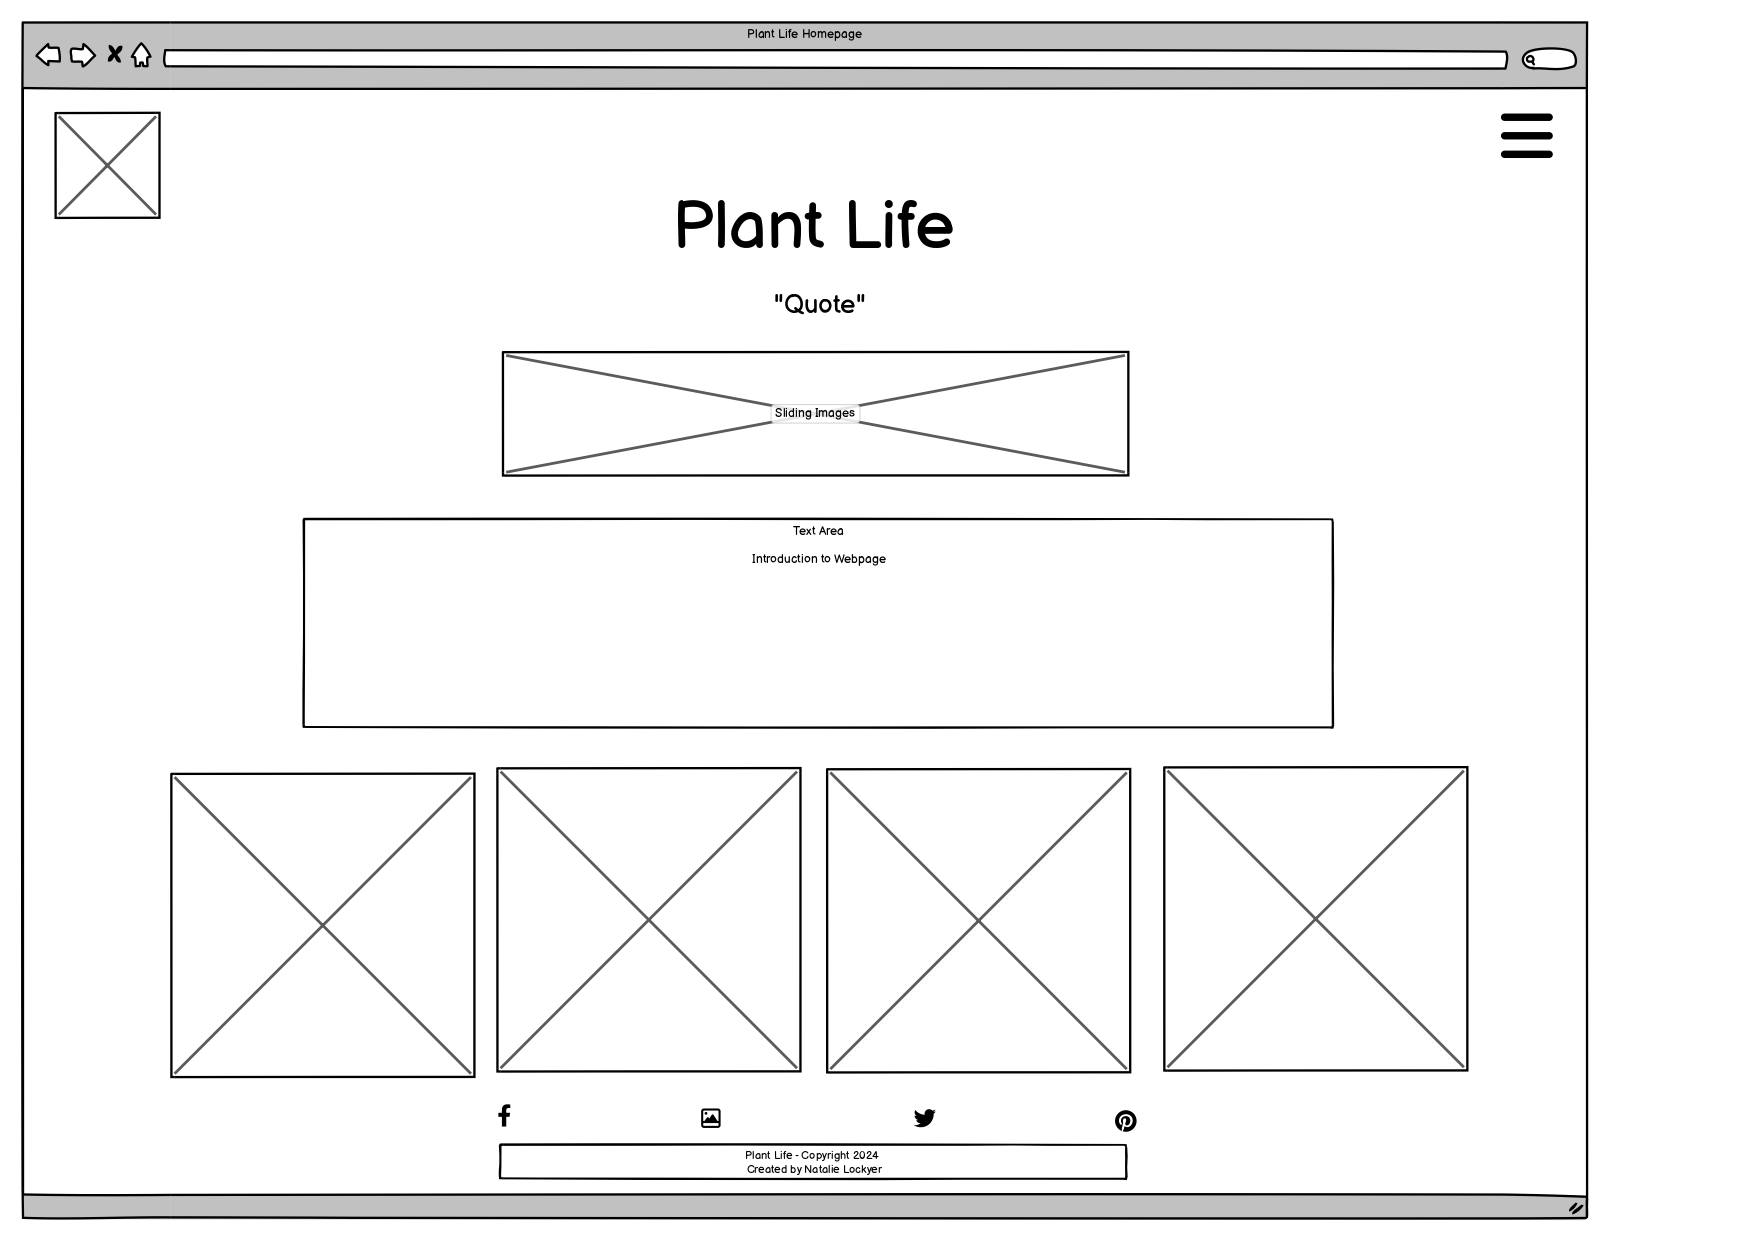 Plant Life Homepage
Plant Life
"Quote"
Sliding Images
Text Area
Introduction to Webpage
Plant Life - Copyright 2024
Created by Natalie Lockyer